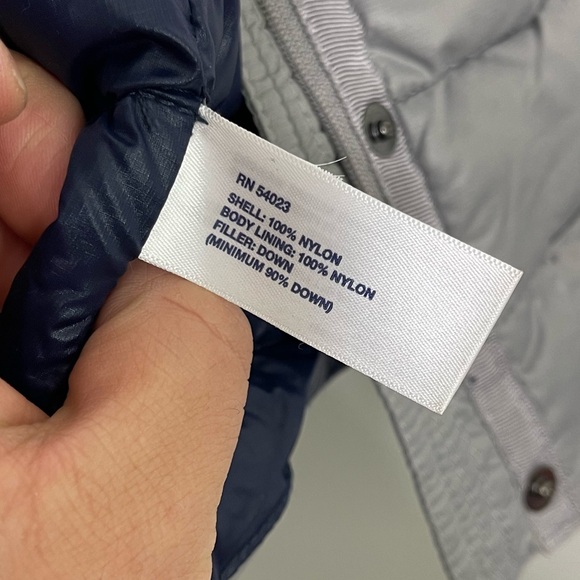 RN 54023
SHELL: 100% NYLON
BODY LINING: 100% NYLON
FILLER: DOWN
(MINIMUM 90% DOWN)